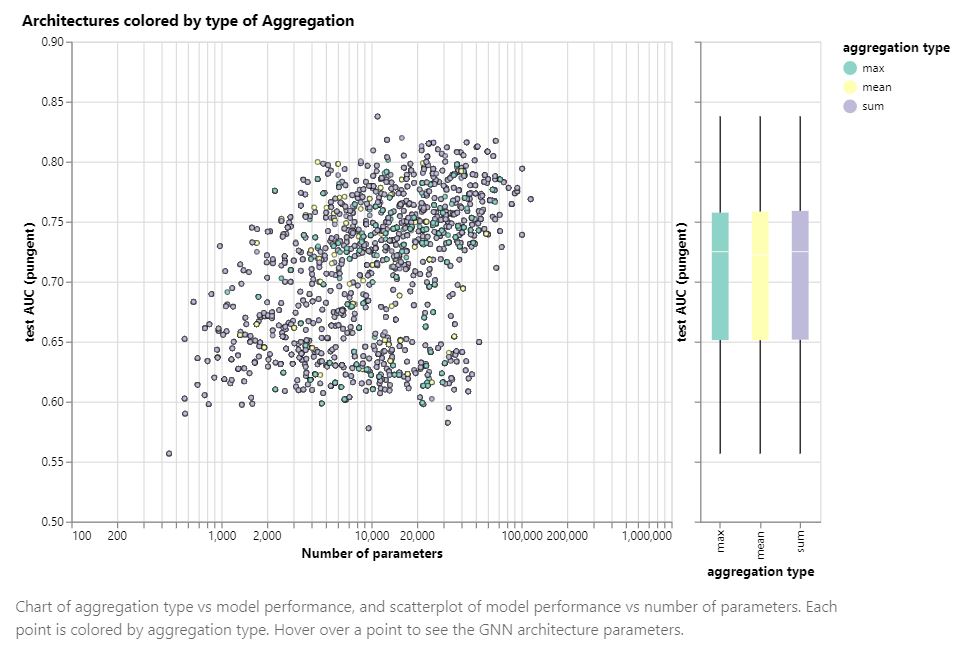 Architectures colored by type of Aggregation
aggregation type
max
mean
sum
test AUC (pungent)
0.90
0.85
0.80
0.75
0.70
0.65
0.60
0.55
0.50
100 200 1,000 2,000 10,000 20,000 100,000 200,000 1,000,000
Number of parameters
test AUC (pungent)
max
mean
sum
aggregation type
Chart of aggregation type vs model performance, and scatterplot of model performance vs number of parameters. Each
point is colored by aggregation type. Hover over a point to see the GNN architecture parameters.